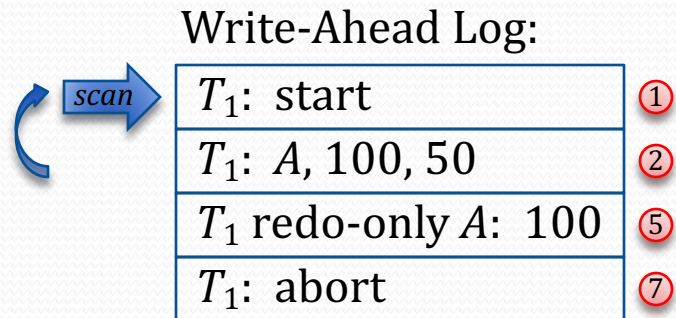 Write-Ahead Log:
scan
T₁: start
1
T₁: A, 100, 50
2
T₁ redo-only A: 100
5
T₁: abort
7